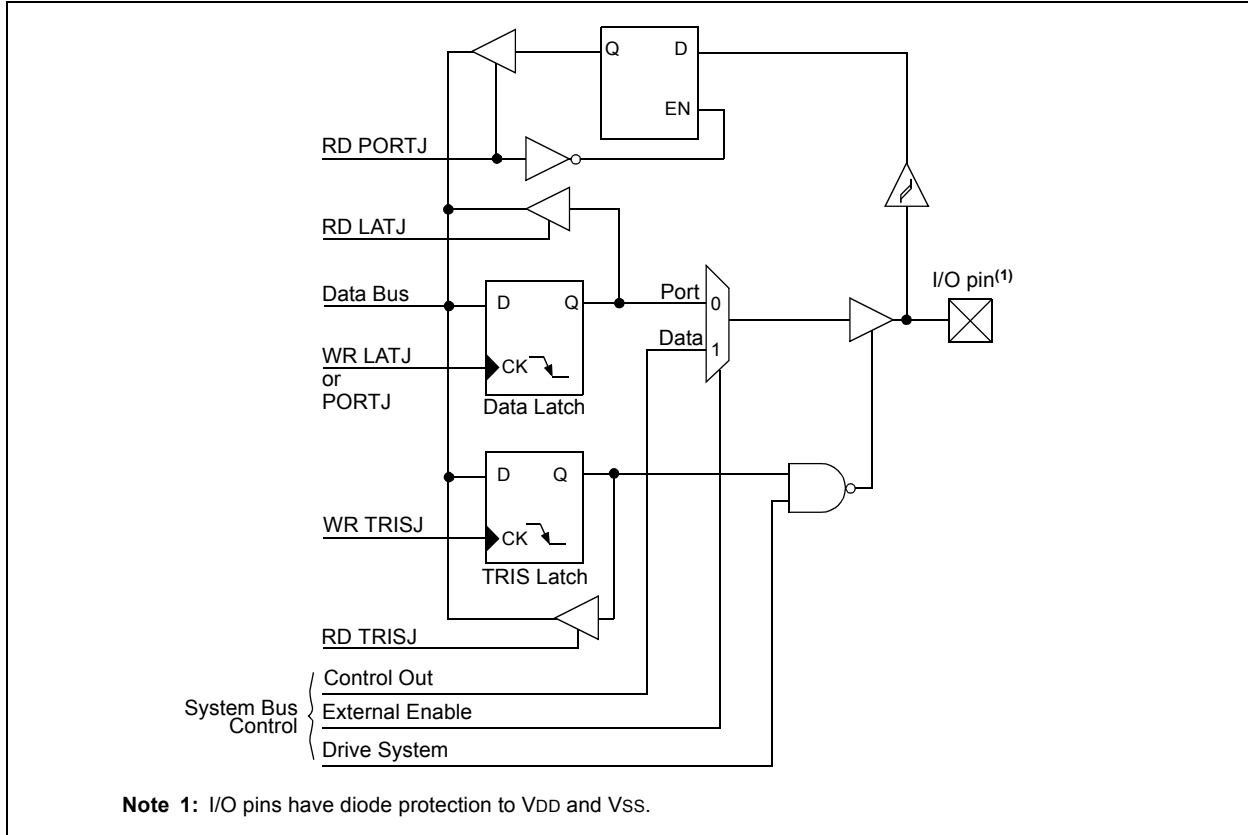 Q D
EN
RD PORTJ
RD LATJ
I/O pin(1)
Data Bus
D Q
Port
0
Data
1
WR LATJ
or
PORTJ
CK
Data Latch
D Q
WR TRISJ
CK
TRIS Latch
RD TRISJ
Control Out
System Bus
Control
External Enable
Drive System
Note 1: I/O pins have diode protection to VDD and VSS.